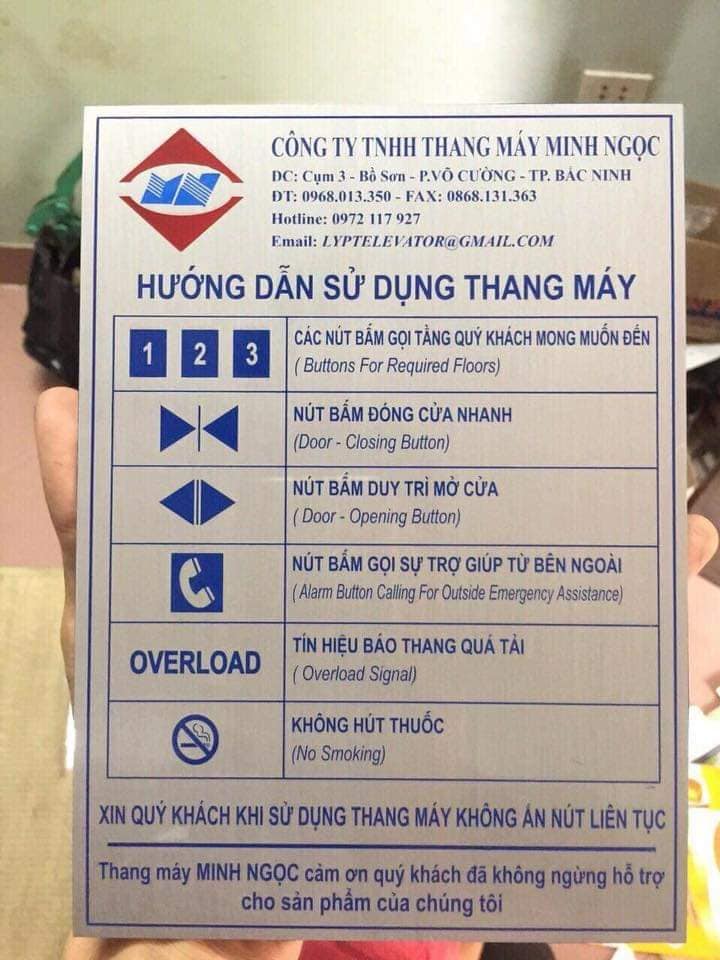 MN
CÔNG TY TNHH THANG MÁY MINH NGỌC
DC: Cụm 3 - Bồ Sơn - P.VÕ CƯỜNG - TP. BẮC NINH
ĐT: 0968.013.350 - FAX: 0868.131.363
Hotline: 0972 117 927
Email: LYPTELEVATOR@GMAIL.COM
HƯỚNG DẪN SỬ DỤNG THANG MÁY
1 2 3
CÁC NÚT BẤM GỌI TẦNG QUÝ KHÁCH MONG MUỐN ĐẾN
( Buttons For Required Floors)
NÚT BẤM ĐÓNG CỬA NHANH
(Door - Closing Button)
NÚT BẤM DUY TRÌ MỞ CỬA
( Door - Opening Button)
NÚT BẤM GỌI SỰ TRỢ GIÚP TỪ BÊN NGOÀI
( Alarm Button Calling For Outside Emergency Assistance)
OVERLOAD
TÍN HIỆU BÁO THANG QUÁ TẢI
( Overload Signal)
KHÔNG HÚT THUỐC
(No Smoking)
XIN QUÝ KHÁCH KHI SỬ DỤNG THANG MÁY KHÔNG ẤN NÚT LIÊN TỤC
Thang máy MINH NGỌC cảm ơn quý khách đã không ngừng hỗ trợ
cho sản phẩm của chúng tôi